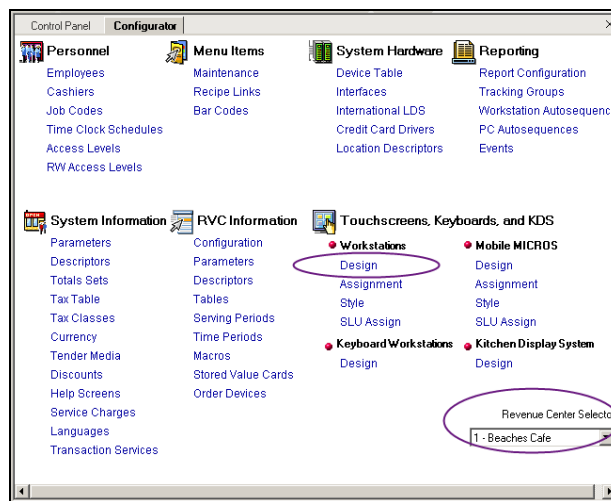 Control Panel
Configurator
Personnel
Employees
Cashiers
Job Codes
Time Clock Schedules
Access Levels
RW Access Levels
Menu Items
Maintenance
Recipe Links
Bar Codes
System Hardware
Device Table
Interfaces
International LDS
Credit Card Drivers
Location Descriptors
Reporting
Report Configuration
Tracking Groups
Workstation Autosequenc
PC Autosequences
Events
OPEN
System Information
Parameters
Descriptors
Totals Sets
Tax Table
Tax Classes
Currency
Tender Media
Discounts
Help Screens
Service Charges
Languages
Transaction Services
RVC Information
Configuration
Parameters
Descriptors
Tables
Serving Periods
Time Periods
Macros
Stored Value Cards
Order Devices
Touchscreens, Keyboards, and KDS
Workstations
Design
Assignment
Style
SLU Assign
Mobile MICROS
Design
Assignment
Style
SLU Assign
Keyboard Workstations
Design
Kitchen Display System
Design
Revenue Center Selecto
1 - Beaches Cafe